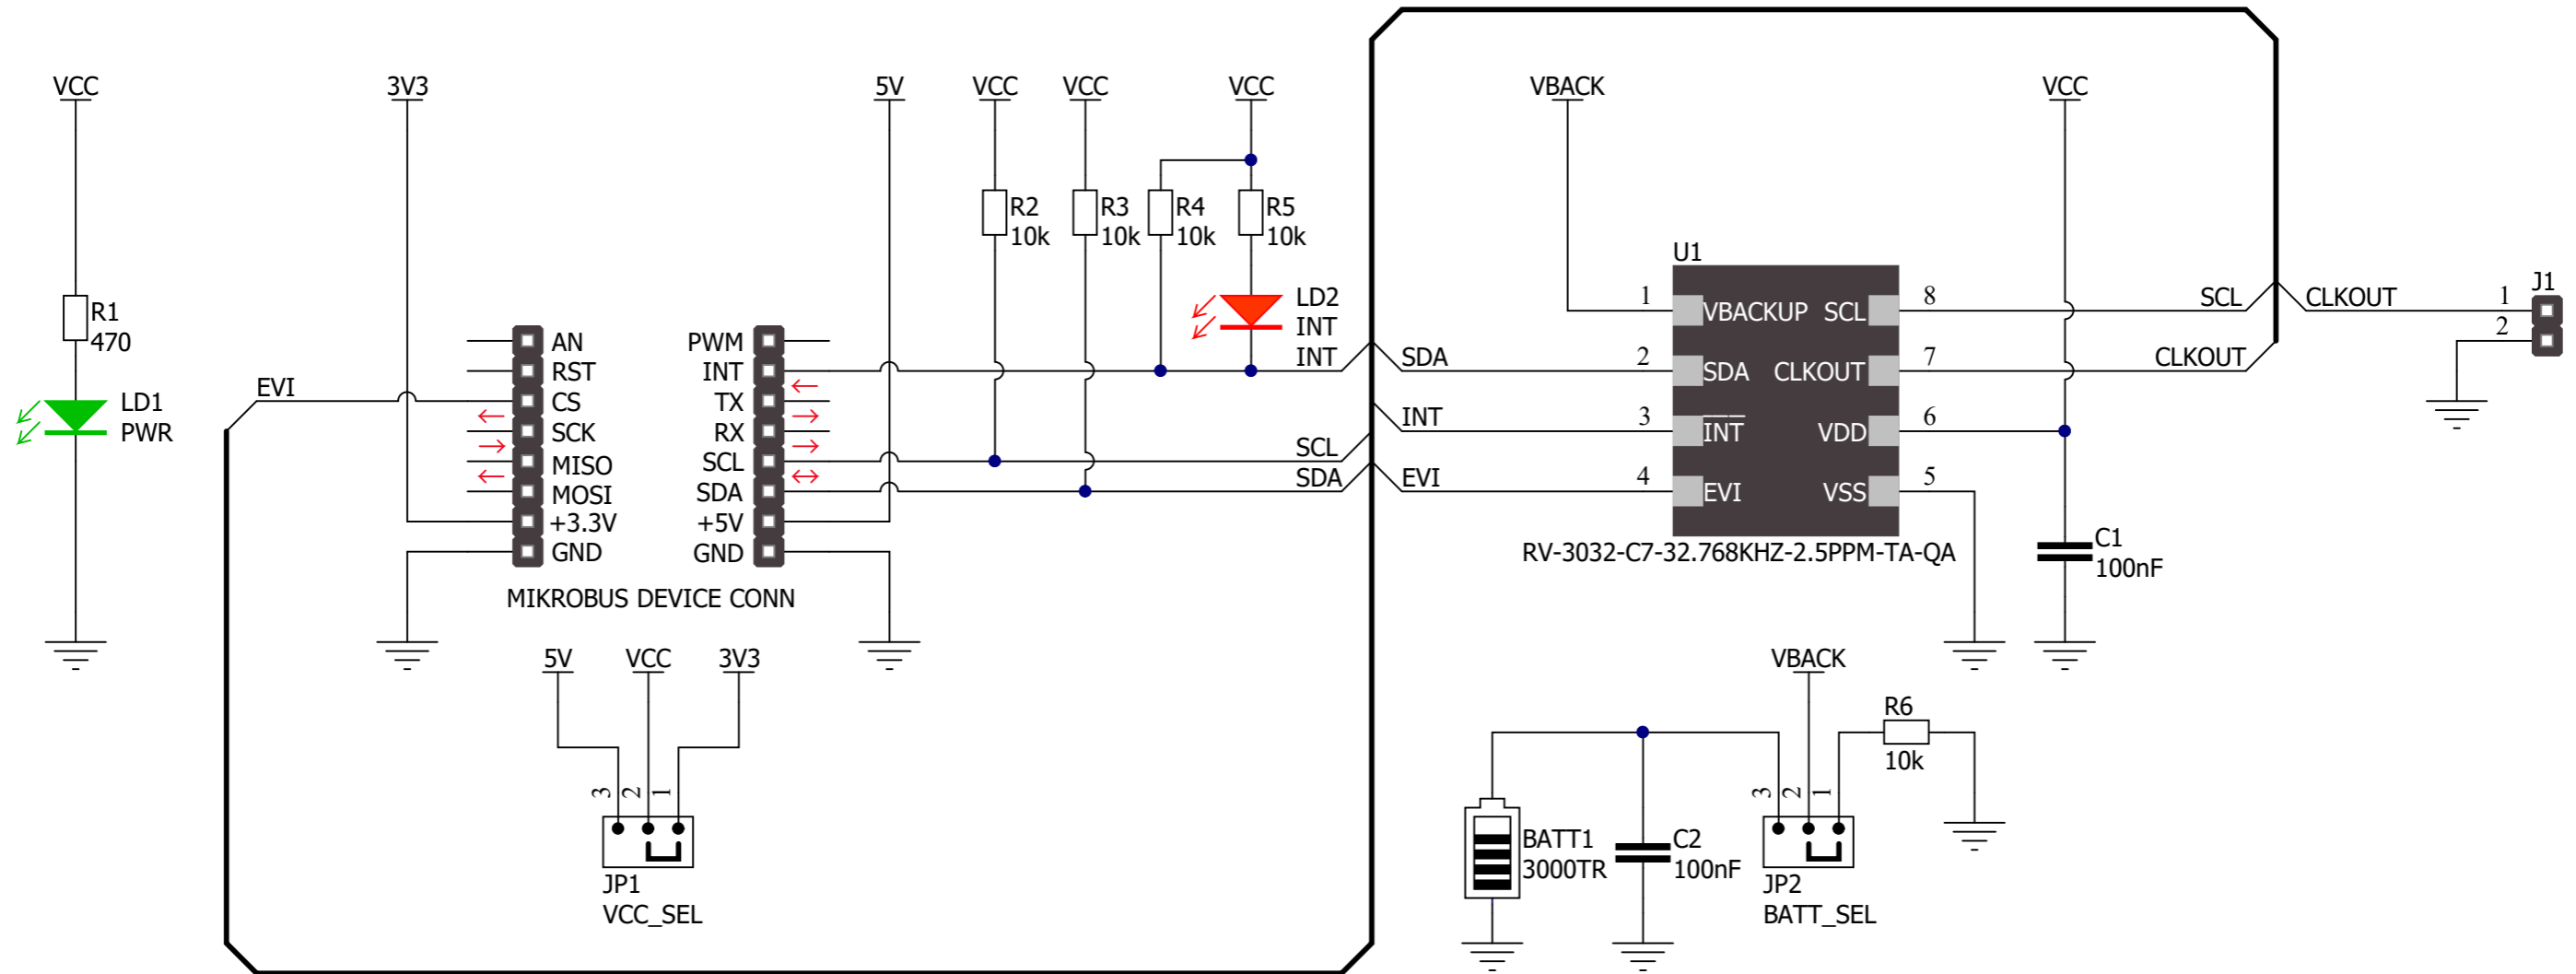 VCC
3V3
5V
VCC
VCC
VCC
VBACK
VCC
R1
470
LD1
PWR
EVI
AN
RST
CS
SCK
MISO
MOSI
+3.3V
GND
PWM
INT
TX
RX
SCL
SDA
+5V
GND
MIKROBUS DEVICE CONN
R2
10k
R3
10k
R4
10k
R5
10k
LD2
INT
INT
SCL
SDA
SDA
INT
EVI
U1
1
2
3
4
VBACKUP
SDA
INT
EVI
SCL
CLKOUT
VDD
VSS
8
7
6
5
RV-3032-C7-32.768KHZ-2.5PPM-TA-QA
SCL
CLKOUT
CLKOUT
J1
1
2
C1
100nF
5V
VCC
3V3
3
2
1
JP1
VCC_SEL
VBACK
R6
10k
3
2
1
BATT1
3000TR
C2
100nF
JP2
BATT_SEL